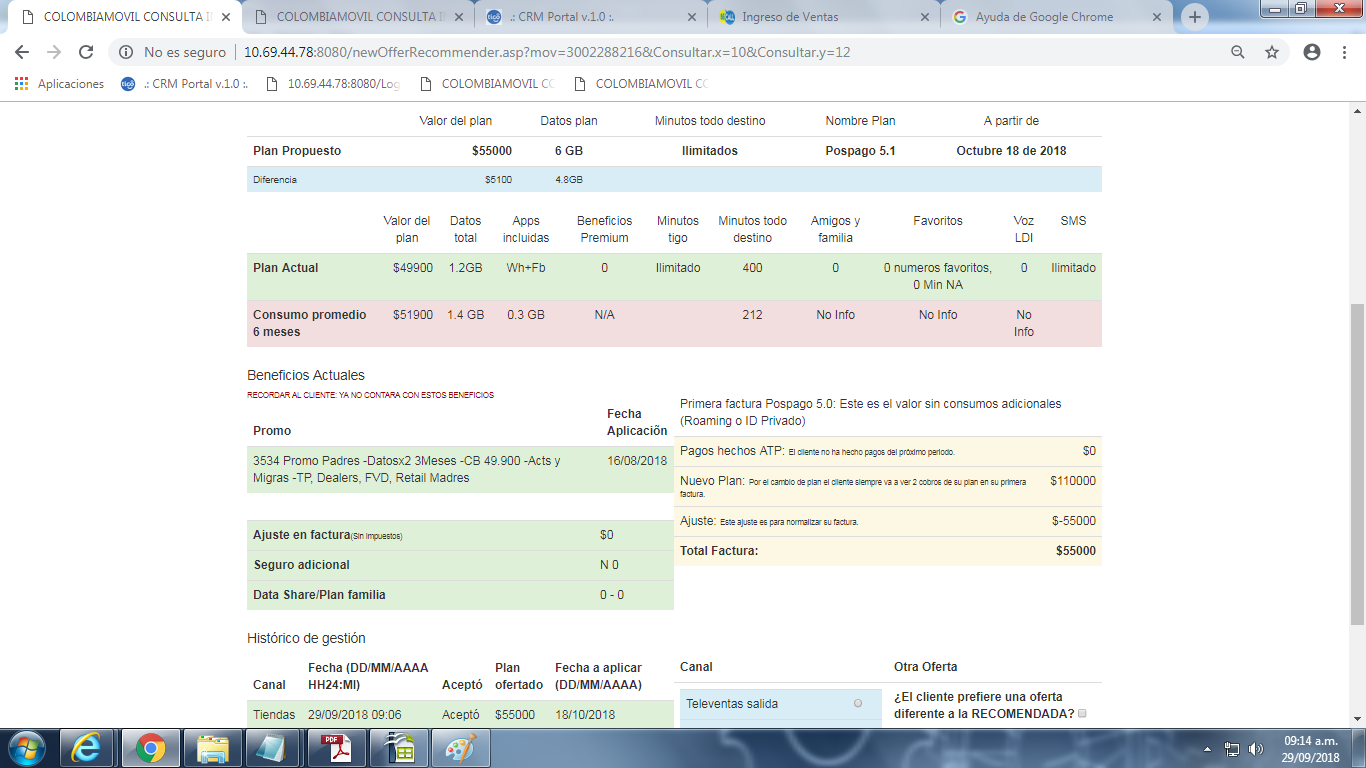 COLOMBIAMOVIL CONSULTA I
COLOMBIAMOVIL CONSULTA I
.: CRM Portal v.1.0 :.
Ingreso de Ventas
Ayuda de Google Chrome
No es seguro
10.69.44.78:8080/newOfferRecommender.asp?mov=3002288216&Consultar.x=10&Consultar.y=12
Aplicaciones
.: CRM Portal v.1.0 :.
10.69.44.78:8080/Log
COLOMBIAMOVIL CO
COLOMBIAMOVIL CO
Valor del plan Datos plan Minutos todo destino Nombre Plan A partir de
Plan Propuesto $55000 6 GB Ilimitados Pospago 5.1 Octubre 18 de 2018
Diferencia $5100 4.8GB
Valor del Datos Apps Beneficios Minutos Minutos todo Amigos y Favoritos Voz SMS
plan total incluidas Premium tigo destino familia LDI
Plan Actual $49900 1.2GB Wh+Fb 0 Ilimitado 400 0 0 numeros favoritos, 0 Ilimitado
0 Min NA
Consumo promedio $51900 1.4 GB 0.3 GB N/A 212 No Info No Info No
6 meses Info
Beneficios Actuales
RECORDAR AL CLIENTE: YA NO CONTARA CON ESTOS BENEFICIOS
Fecha
Promo Aplicación
3534 Promo Padres -Datosx2 3Meses -CB 49.900 -Acts y 16/08/2018
Migras -TP, Dealers, FVD, Retail Madres
Ajuste en factura(Sin impuestos) $0
Seguro adicional N 0
Data Share/Plan familia 0 - 0
Primera factura Pospago 5.0: Este es el valor sin consumos adicionales
(Roaming o ID Privado)
Pagos hechos ATP: El cliente no ha hecho pagos del próximo periodo. $0
Nuevo Plan: Por el cambio de plan el cliente siempre va a ver 2 cobros de su plan en su primera $110000
factura.
Ajuste: Este ajuste es para normalizar su factura. $-55000
Total Factura: $55000
Histórico de gestión
Fecha (DD/MM/AAAA Plan Fecha a aplicar
Canal HH24:MI) Aceptó ofertado (DD/MM/AAAA)
Tiendas 29/09/2018 09:06 Aceptó $55000 18/10/2018
Canal Otra Oferta
Televentas salida ¿El cliente prefiere una oferta
diferente a la RECOMENDADA?
PDF
09:14 a.m.
29/09/2018